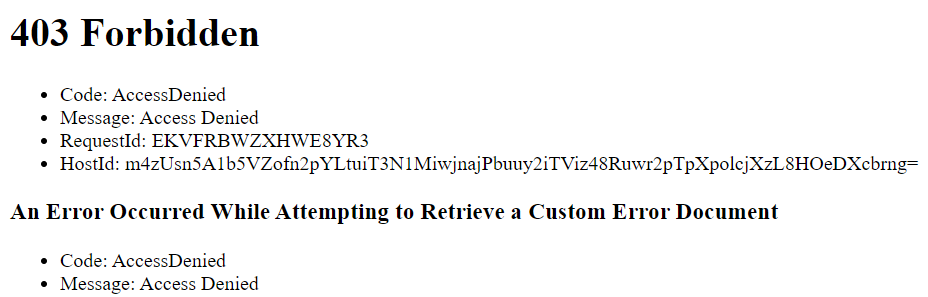 403 Forbidden
Code: AccessDenied
Message: Access Denied
RequestId: EKVFRBWZXHWE8YR3
HostId: m4zUsn5A1b5VZofn2pYLtuiT3N1MiwjnajPbuuy2iTViz48Ruwr2pTpXpolcjXzL8HOeDXcbrng=
An Error Occurred While Attempting to Retrieve a Custom Error Document
Code: AccessDenied
Message: Access Denied